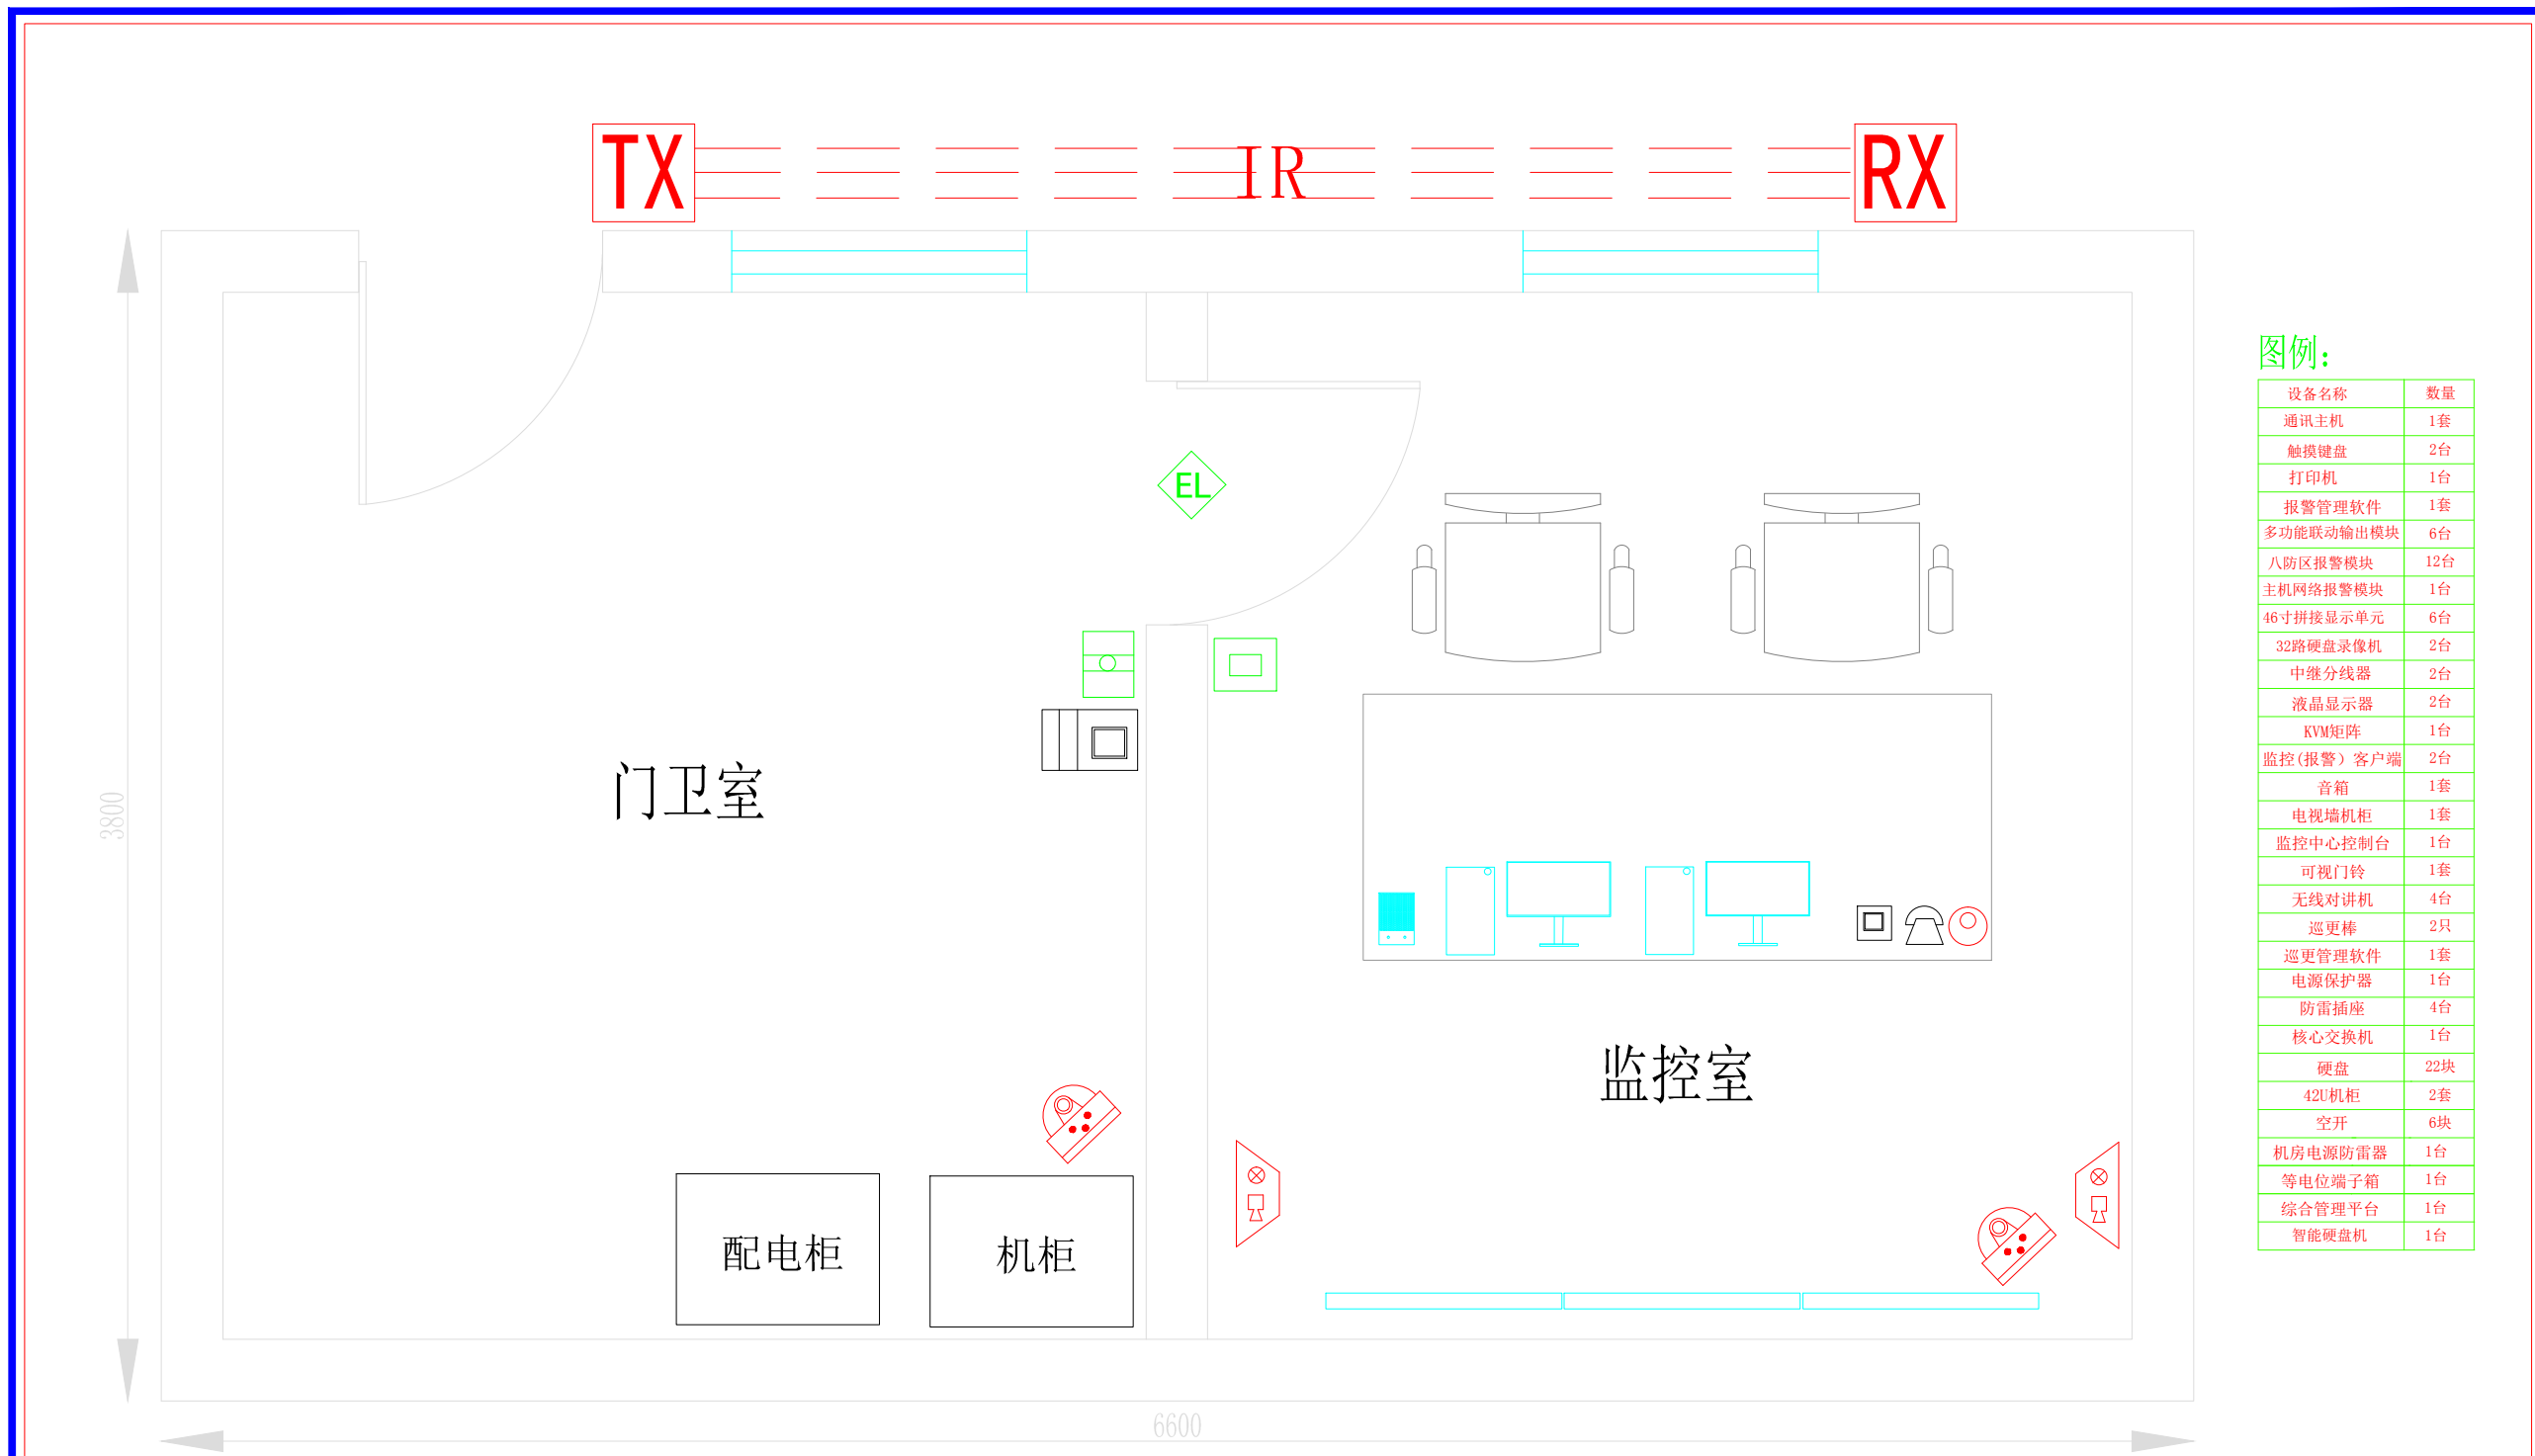 TX IR RX
图例：
设备名称 数量
通讯主机 1套
触摸键盘 2台
打印机 1台
报警管理软件 1套
多功能联动输出模块 6台
八防区报警模块 12台
主机网络报警模块 1台
46寸拼接显示单元 6台
32路硬盘录像机 2台
中继分线器 2台
液晶显示器 2台
KVM矩阵 1台
监控(报警）客户端 2台
音箱 1套
电视墙机柜 1套
监控中心控制台 1台
可视门铃 1套
无线对讲机 4台
巡更棒 2只
巡更管理软件 1套
电源保护器 1台
防雷插座 4台
核心交换机 1台
硬盘 22块
42U机柜 2套
空开 6块
机房电源防雷器 1台
等电位端子箱 1台
综合管理平台 1台
智能硬盘机 1台
EL
门卫室
3800
监控室
配电柜
机柜
6600